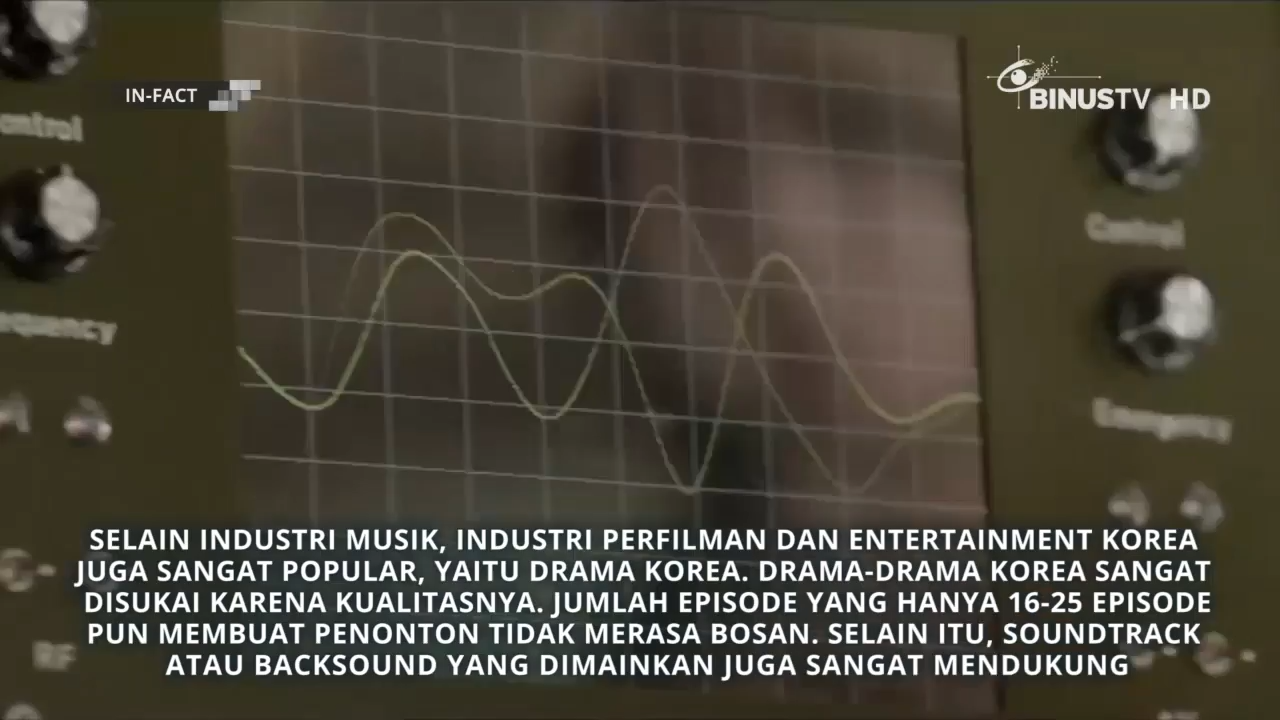 IN-FACT
BINUSTV HD
Control
Control
Emergency
RF
SELAIN INDUSTRI MUSIK, INDUSTRI PERFILMAN DAN ENTERTAINMENT KOREA
JUGA SANGAT POPULAR, YAITU DRAMA KOREA. DRAMA-DRAMA KOREA SANGAT
DISUKAI KARENA KUALITASNYA. JUMLAH EPISODE YANG HANYA 16-25 EPISODE
PUN MEMBUAT PENONTON TIDAK MERASA BOSAN. SELAIN ITU, SOUNDTRACK
ATAU BACKSOUND YANG DIMAINKAN JUGA SANGAT MENDUKUNG